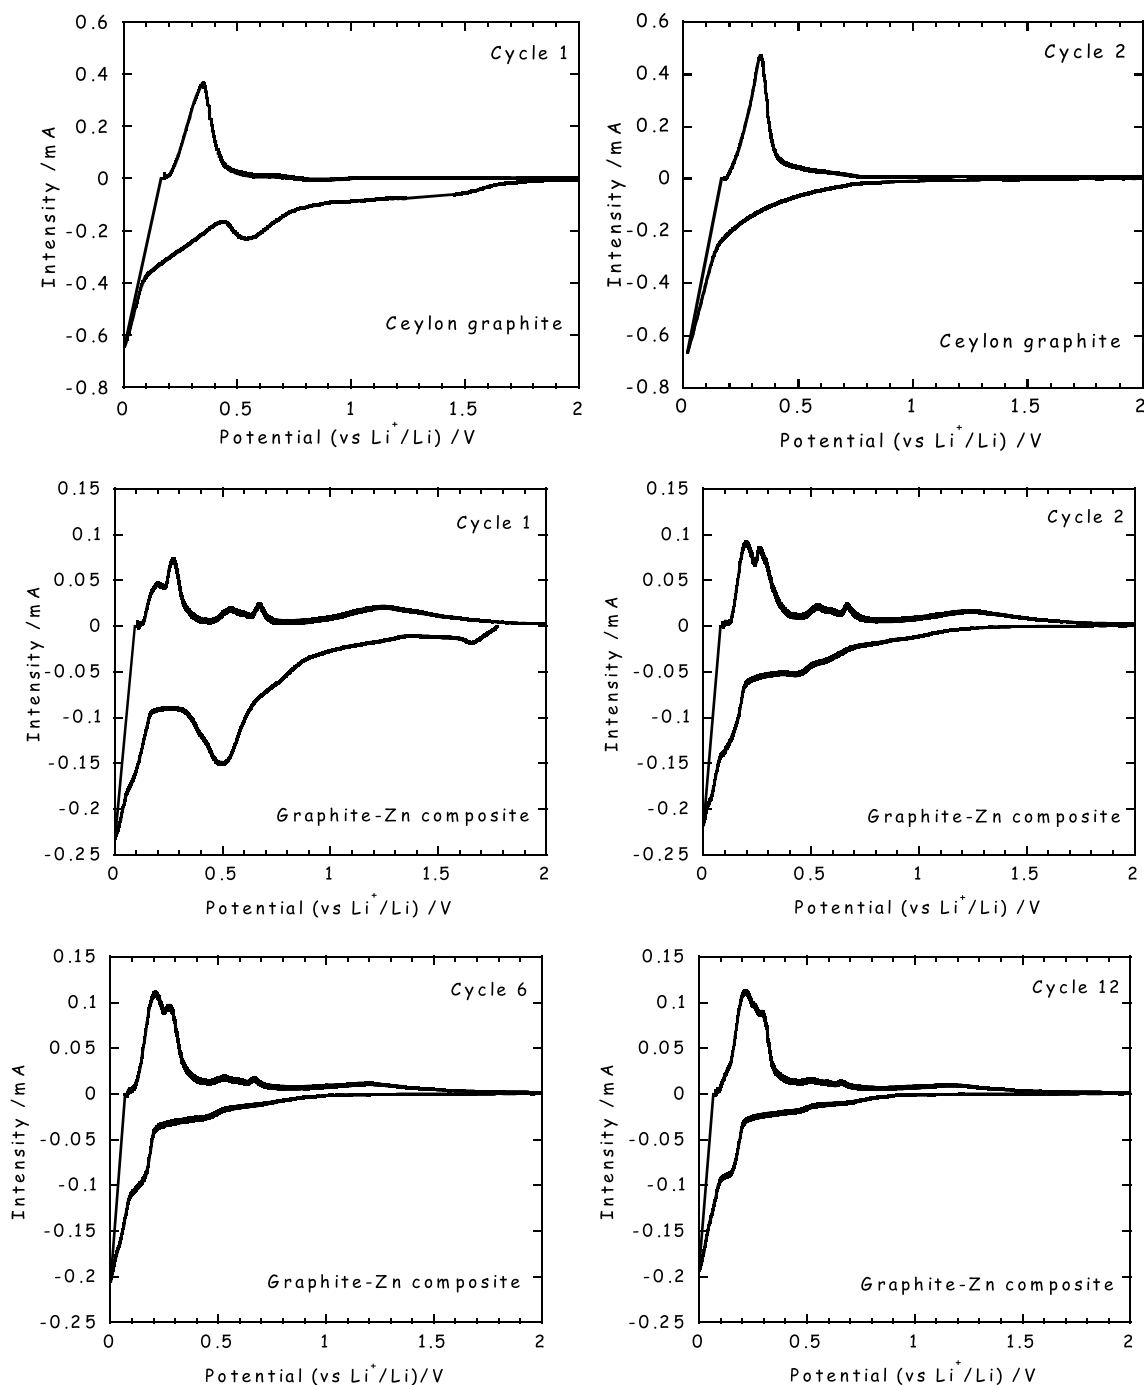 0.6
0.4
0.2
0
-0.2
-0.4
-0.6
-0.8
Intensity /mA
Cycle 1
Ceylon graphite
0 0.5 1 1.5 2
Potential (vs Li+/Li) /V
0.6
0.4
0.2
0
-0.2
-0.4
-0.6
-0.8
Intensity /mA
Cycle 2
Ceylon graphite
0 0.5 1 1.5 2
Potential (vs Li+/Li) /V
0.15
0.1
0.05
0
-0.05
-0.1
-0.15
-0.2
-0.25
Intensity /mA
Cycle 1
Graphite-Zn composite
0 0.5 1 1.5 2
Potential (vs Li+/Li) /V
0.15
0.1
0.05
0
-0.05
-0.1
-0.15
-0.2
-0.25
Intensity /mA
Cycle 2
Graphite-Zn composite
0 0.5 1 1.5 2
Potential (vs Li+/Li) /V
0.15
0.1
0.05
0
-0.05
-0.1
-0.15
-0.2
-0.25
Intensity /mA
Cycle 6
Graphite-Zn composite
0 0.5 1 1.5 2
Potential (vs Li+/Li)/V
0.15
0.1
0.05
0
-0.05
-0.1
-0.15
-0.2
-0.25
Intensity /mA
Cycle 12
Graphite-Zn composite
0 0.5 1 1.5 2
Potential (vs Li+/Li) /V